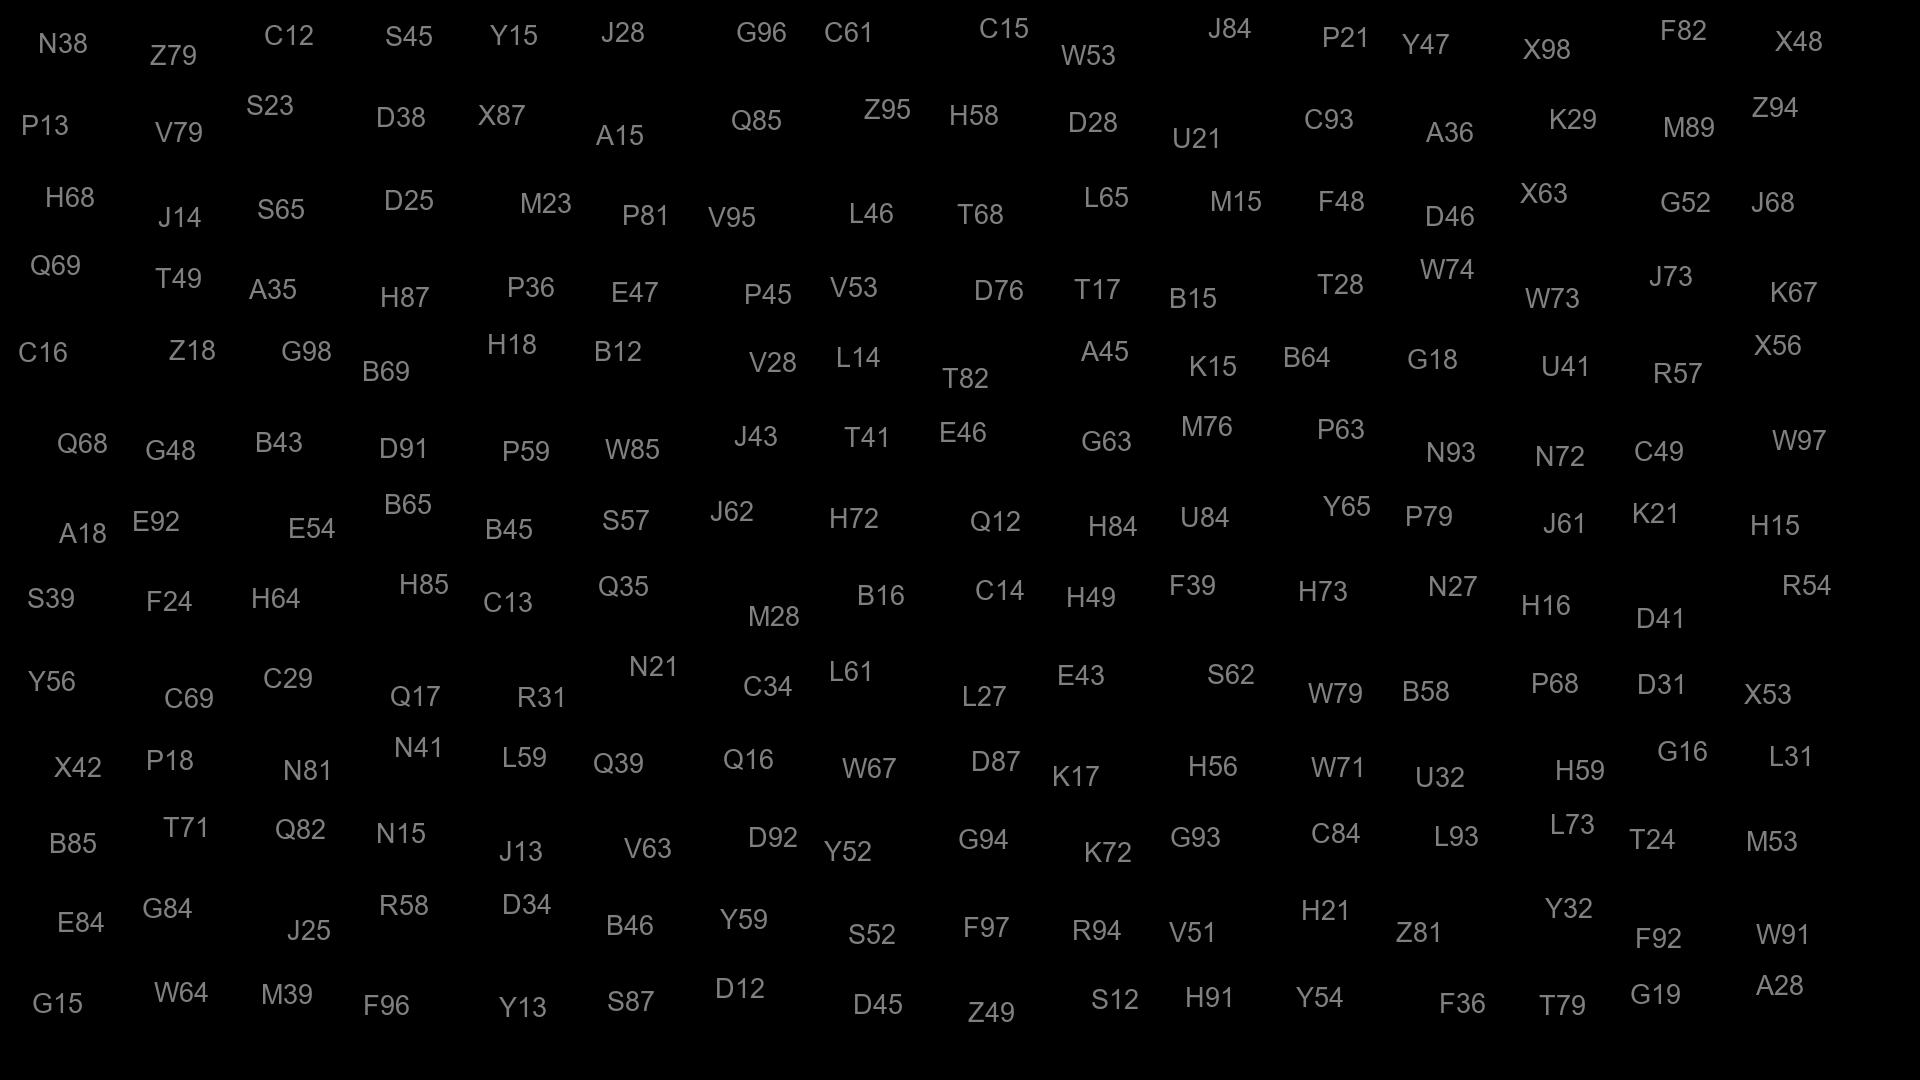 N38 Z79 C12 S45 Y15 J28 G96 C61 C15 W53 J84 P21 Y47 X98 F82 X48
P13 V79 S23 D38 X87 A15 Q85 Z95 H58 D28 U21 C93 A36 K29 M89 Z94
H68 J14 S65 D25 M23 P81 V95 L46 T68 L65 M15 F48 D46 X63 G52 J68
Q69 T49 A35 H87 P36 E47 P45 V53 D76 T17 B15 T28 W74 W73 J73 K67
C16 Z18 G98 B69 H18 B12 V28 L14 T82 A45 K15 B64 G18 U41 R57 X56
Q68 G48 B43 D91 P59 W85 J43 T41 E46 G63 M76 P63 N93 N72 C49 W97
A18 E92 E54 B65 B45 S57 J62 H72 Q12 H84 U84 Y65 P79 J61 K21 H15
S39 F24 H64 H85 C13 Q35 M28 B16 C14 H49 F39 H73 N27 H16 D41 R54
Y56 C69 C29 Q17 R31 N21 C34 L61 L27 E43 S62 W79 B58 P68 D31 X53
X42 P18 N81 N41 L59 Q39 Q16 W67 D87 K17 H56 W71 U32 H59 G16 L31
B85 T71 Q82 N15 J13 V63 D92 Y52 G94 K72 G93 C84 L93 L73 T24 M53
E84 G84 J25 R58 D34 B46 Y59 S52 F97 R94 V51 H21 Z81 Y32 F92 W91
G15 W64 M39 F96 Y13 S87 D12 D45 Z49 S12 H91 Y54 F36 T79 G19 A28